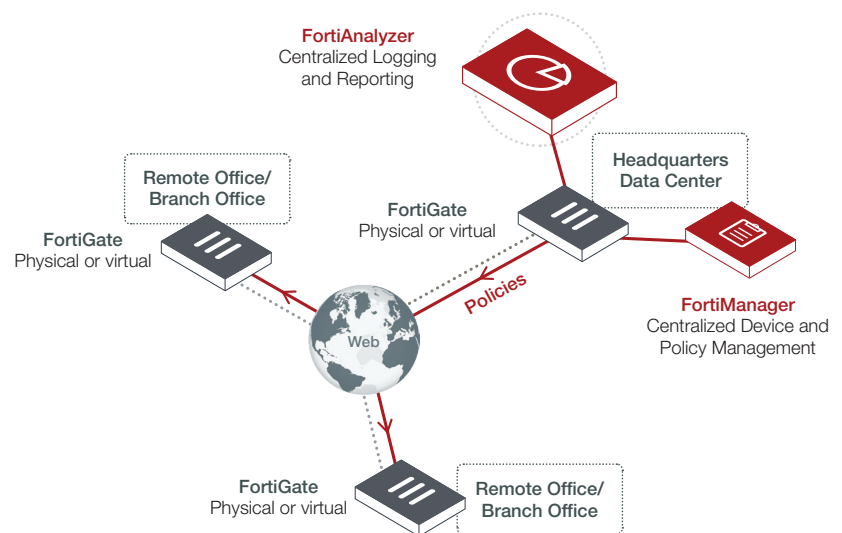 FortiAnalyzer
Centralized Logging
and Reporting
Headquarters
Data Center
Remote Office/
Branch Office
FortiGate
Physical or virtual
FortiGate
Physical or virtual
Policies
FortiManager
Centralized Device and
Policy Management
Web
FortiGate
Physical or virtual
Remote Office/
Branch Office